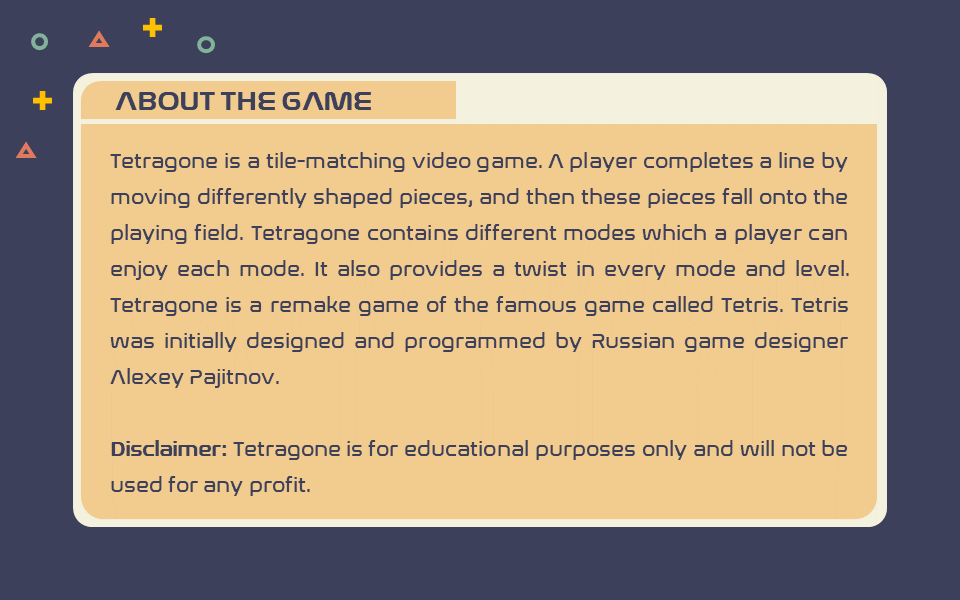 ABOUT THE GAME
Tetragone is a tile-matching video game. A player completes a line by
moving differently shaped pieces, and then these pieces fall onto the
playing field. Tetragone contains different modes which a player can
enjoy each mode. It also provides a twist in every mode and level.
Tetragone is a remake game of the famous game called Tetris. Tetris
was initially designed and programmed by Russian game designer
Alexey Pajitnov.
Disclaimer: Tetragone is for educational purposes only and will not be
used for any profit.